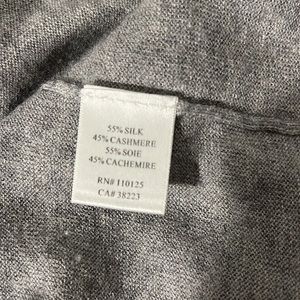 55% SILK
45% CASHMERE
55% SOIE
45% CACHEMIRE
RN# 110125
CA# 38223